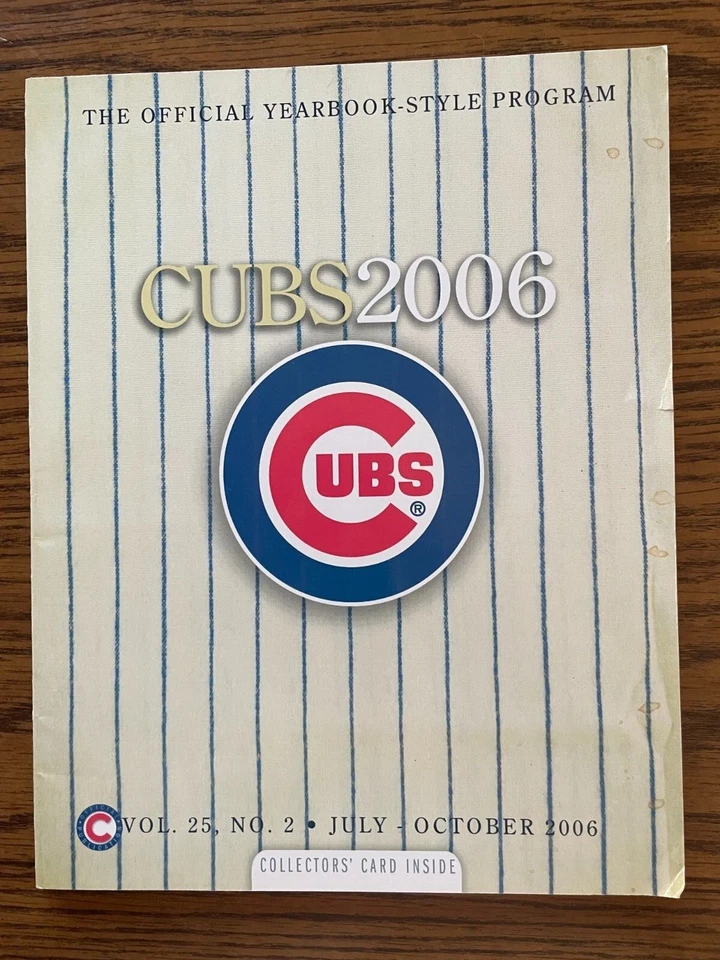 THE OFFICIAL YEARBOOK-STYLE PROGRAM
CUBS2006
CUBS®
VOL. 25, NO. 2 • JULY - OCTOBER 2006
COLLECTORS' CARD INSIDE